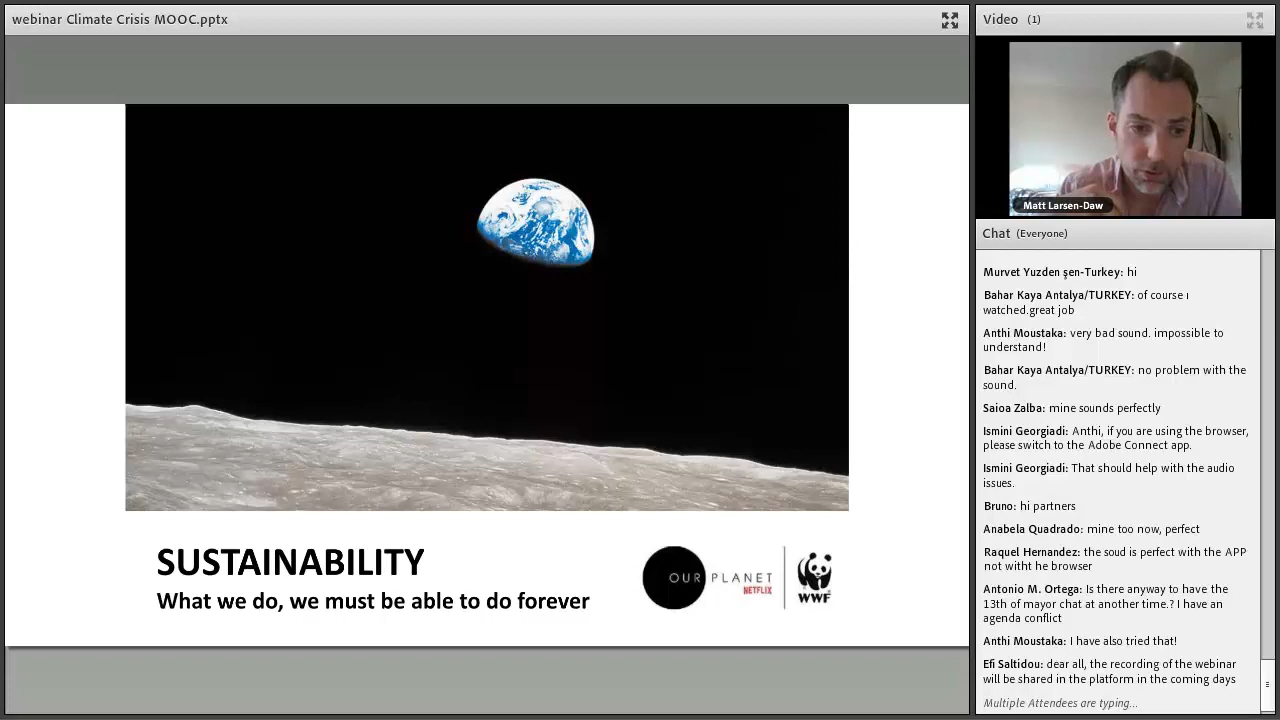 webinar Climate Crisis MOOC.pptx
SUSTAINABILITY
What we do, we must be able to do forever
OUR PLANET
NETFLIX
WWF
Video (1)
Matt Larsen-Daw
Chat (Everyone)
Murvet Yuzden şen-Turkey: hi
Bahar Kaya Antalya/TURKEY: of course ı
watched.great job
Anthi Moustaka: very bad sound. impossible to
understand!
Bahar Kaya Antalya/TURKEY: no problem with the
sound.
Saioa Zalba: mine sounds perfectly
Ismini Georgiadi: Anthi, if you are using the browser,
please switch to the Adobe Connect app.
Ismini Georgiadi: That should help with the audio
issues.
Bruno: hi partners
Anabela Quadrado: mine too now, perfect
Raquel Hernandez: the soud is perfect with the APP
not witht he browser
Antonio M. Ortega: Is there anyway to have the
13th of mayor chat at another time.? I have an
agenda conflict
Anthi Moustaka: I have also tried that!
Efi Saltidou: dear all, the recording of the webinar
will be shared in the platform in the coming days
Multiple Attendees are typing...